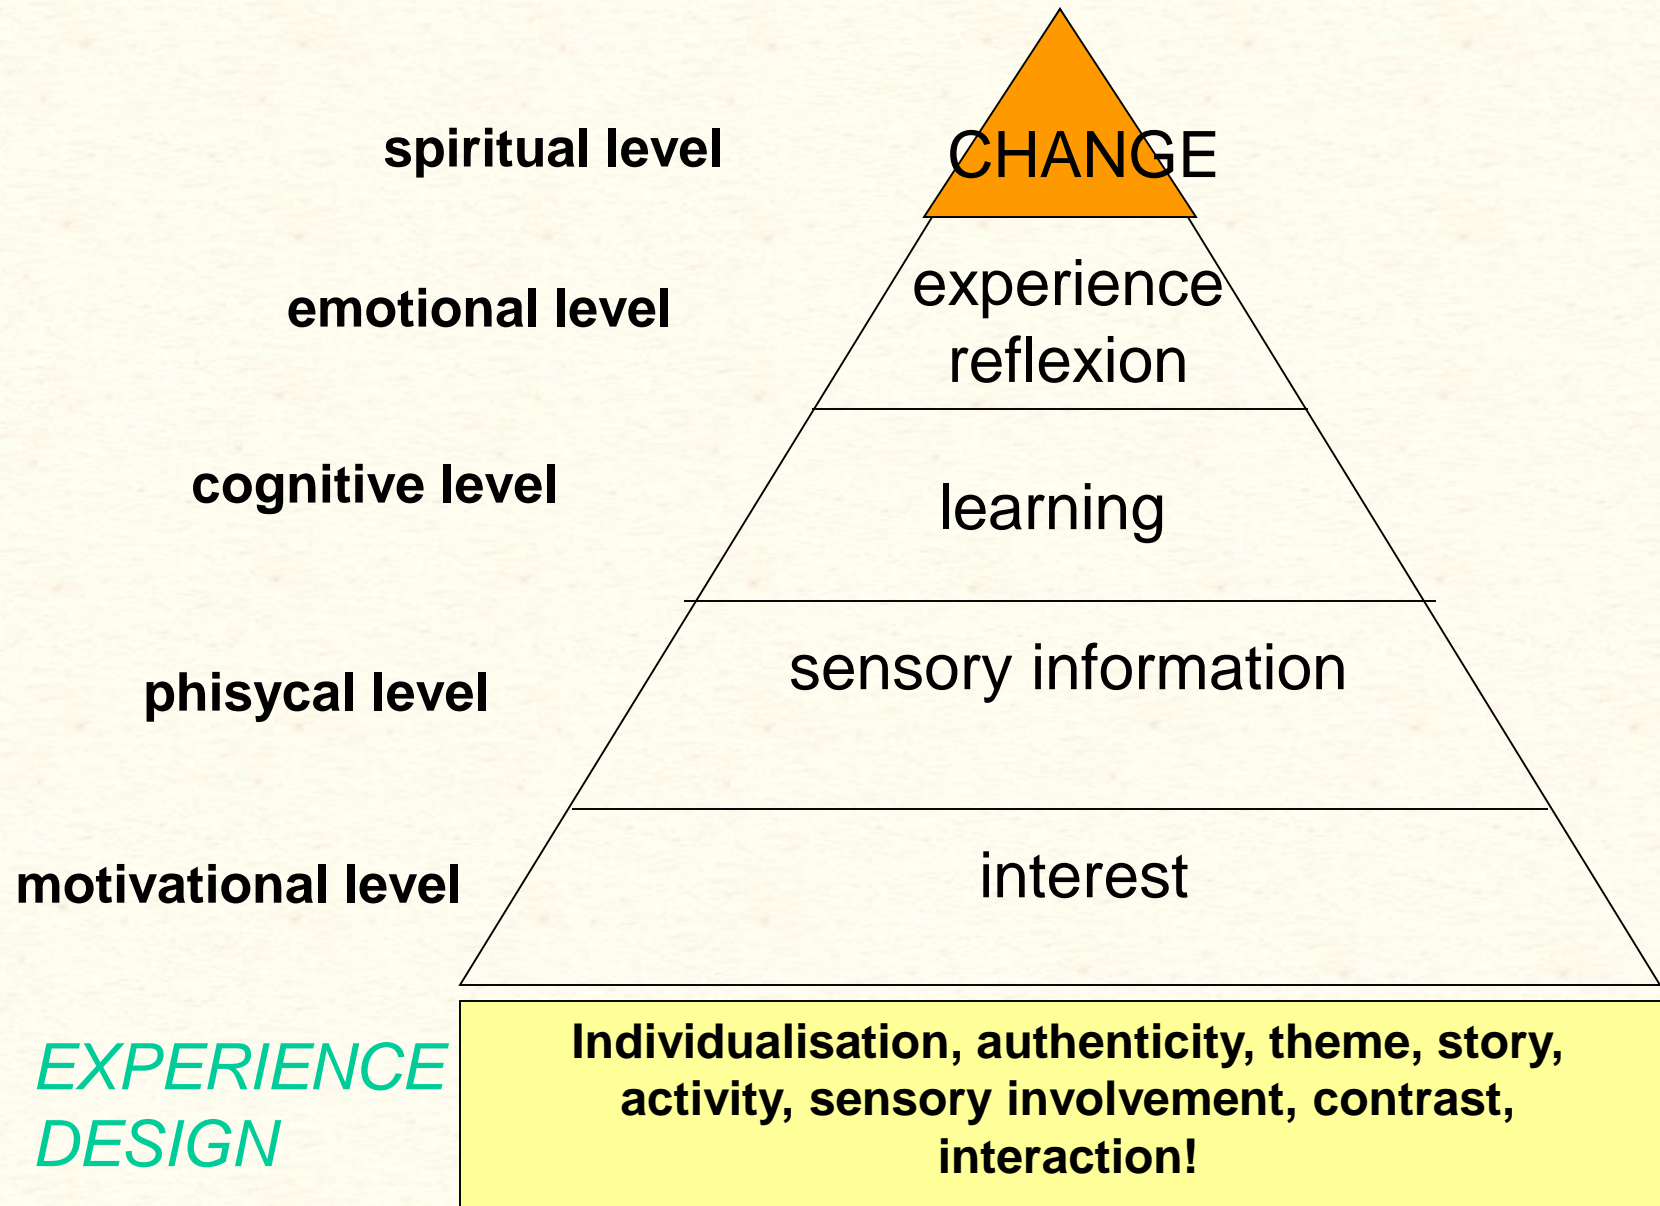 spiritual level
CHANGE
emotional level
experience
reflexion
cognitive level
learning
phisycal level
sensory information
motivational level
interest
EXPERIENCE
DESIGN
Individualisation, authenticity, theme, story,
activity, sensory involvement, contrast,
interaction!